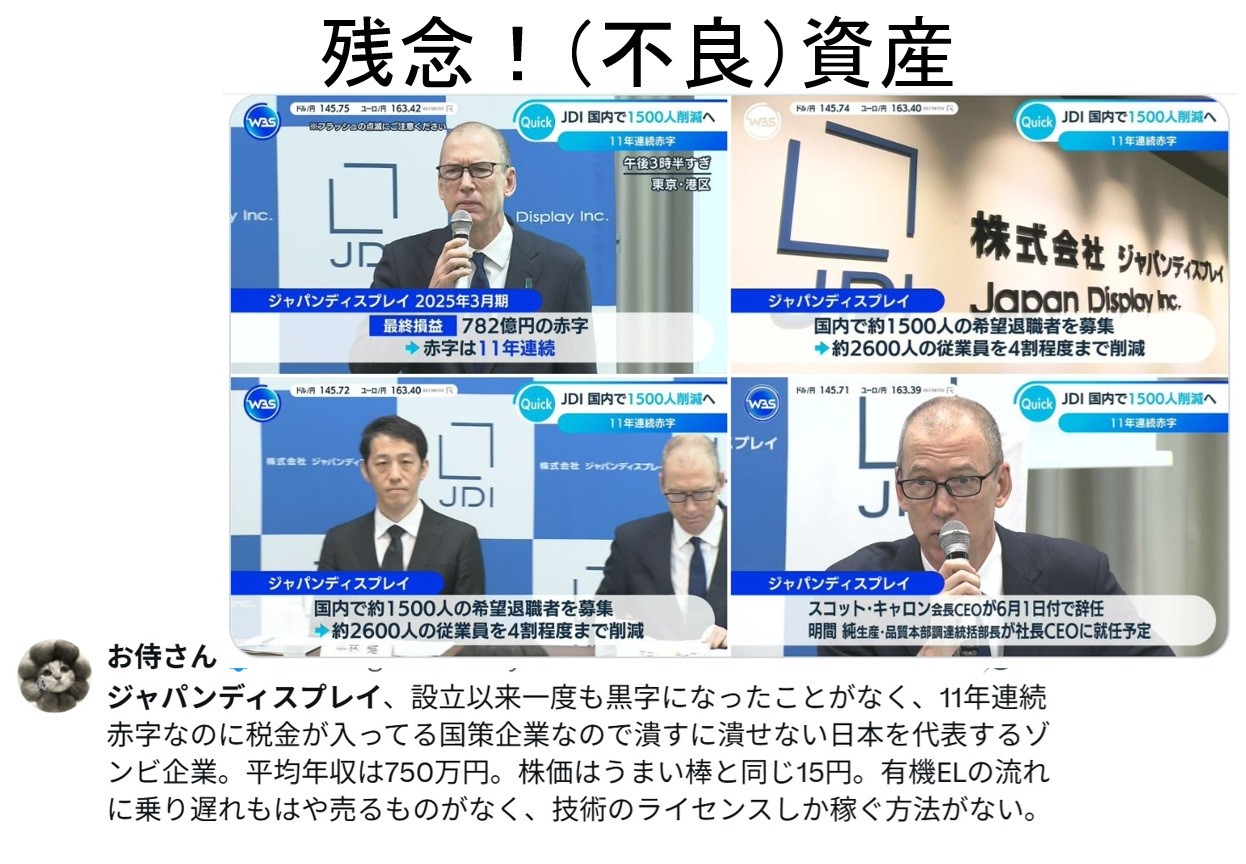 残念！(不良)資産
WBS
ドル/円 145.75 ユーロ/円 163.42
※フラッシュの点滅にご注意ください
Quick JDI 国内で1500人削減へ
11年連続赤字
午後3時半すぎ
東京・港区
y Inc.
Display Inc.
JDI
ジャパンディスプレイ 2025年3月期
最終損益 782億円の赤字
➡赤字は11年連続
WBS
ドル/円 145.74 ユーロ/円 163.40
Quick JDI 国内で1500人削減へ
11年連続赤字
JDI
株式会社 ジャパンディスプレイ
Japan Display Inc.
ジャパンディスプレイ
国内で約1500人の希望退職者を募集
➡約2600人の従業員を4割程度まで削減
WBS
ドル/円 145.72 ユーロ/円 163.40
Quick JDI 国内で1500人削減へ
11年連続赤字
株式会社 ジャパンディ
JDI
株式会社 ジャパンディスプレ
ジャパンディスプレイ
国内で約1500人の希望退職者を募集
➡約2600人の従業員を4割程度まで削減
WBS
ドル/円 145.71 ユーロ/円 163.39
Quick JDI 国内で1500人削減へ
11年連続赤字
スプレイ
ジャパンディスプレイ
スコット・キャロン会長CEOが6月1日付で辞任
明間 純生産・品質本部調達統括部長が社長CEOに就任予定
お侍さん
ジャパンディスプレイ、設立以来一度も黒字になったことがなく、11年連続
赤字なのに税金が入ってる国策企業なので潰すに潰せない日本を代表するゾ
ンビ企業。平均年収は750万円。株価はうまい棒と同じ15円。有機ELの流れ
に乗り遅れもはや売るものがなく、技術のライセンスしか稼ぐ方法がない。